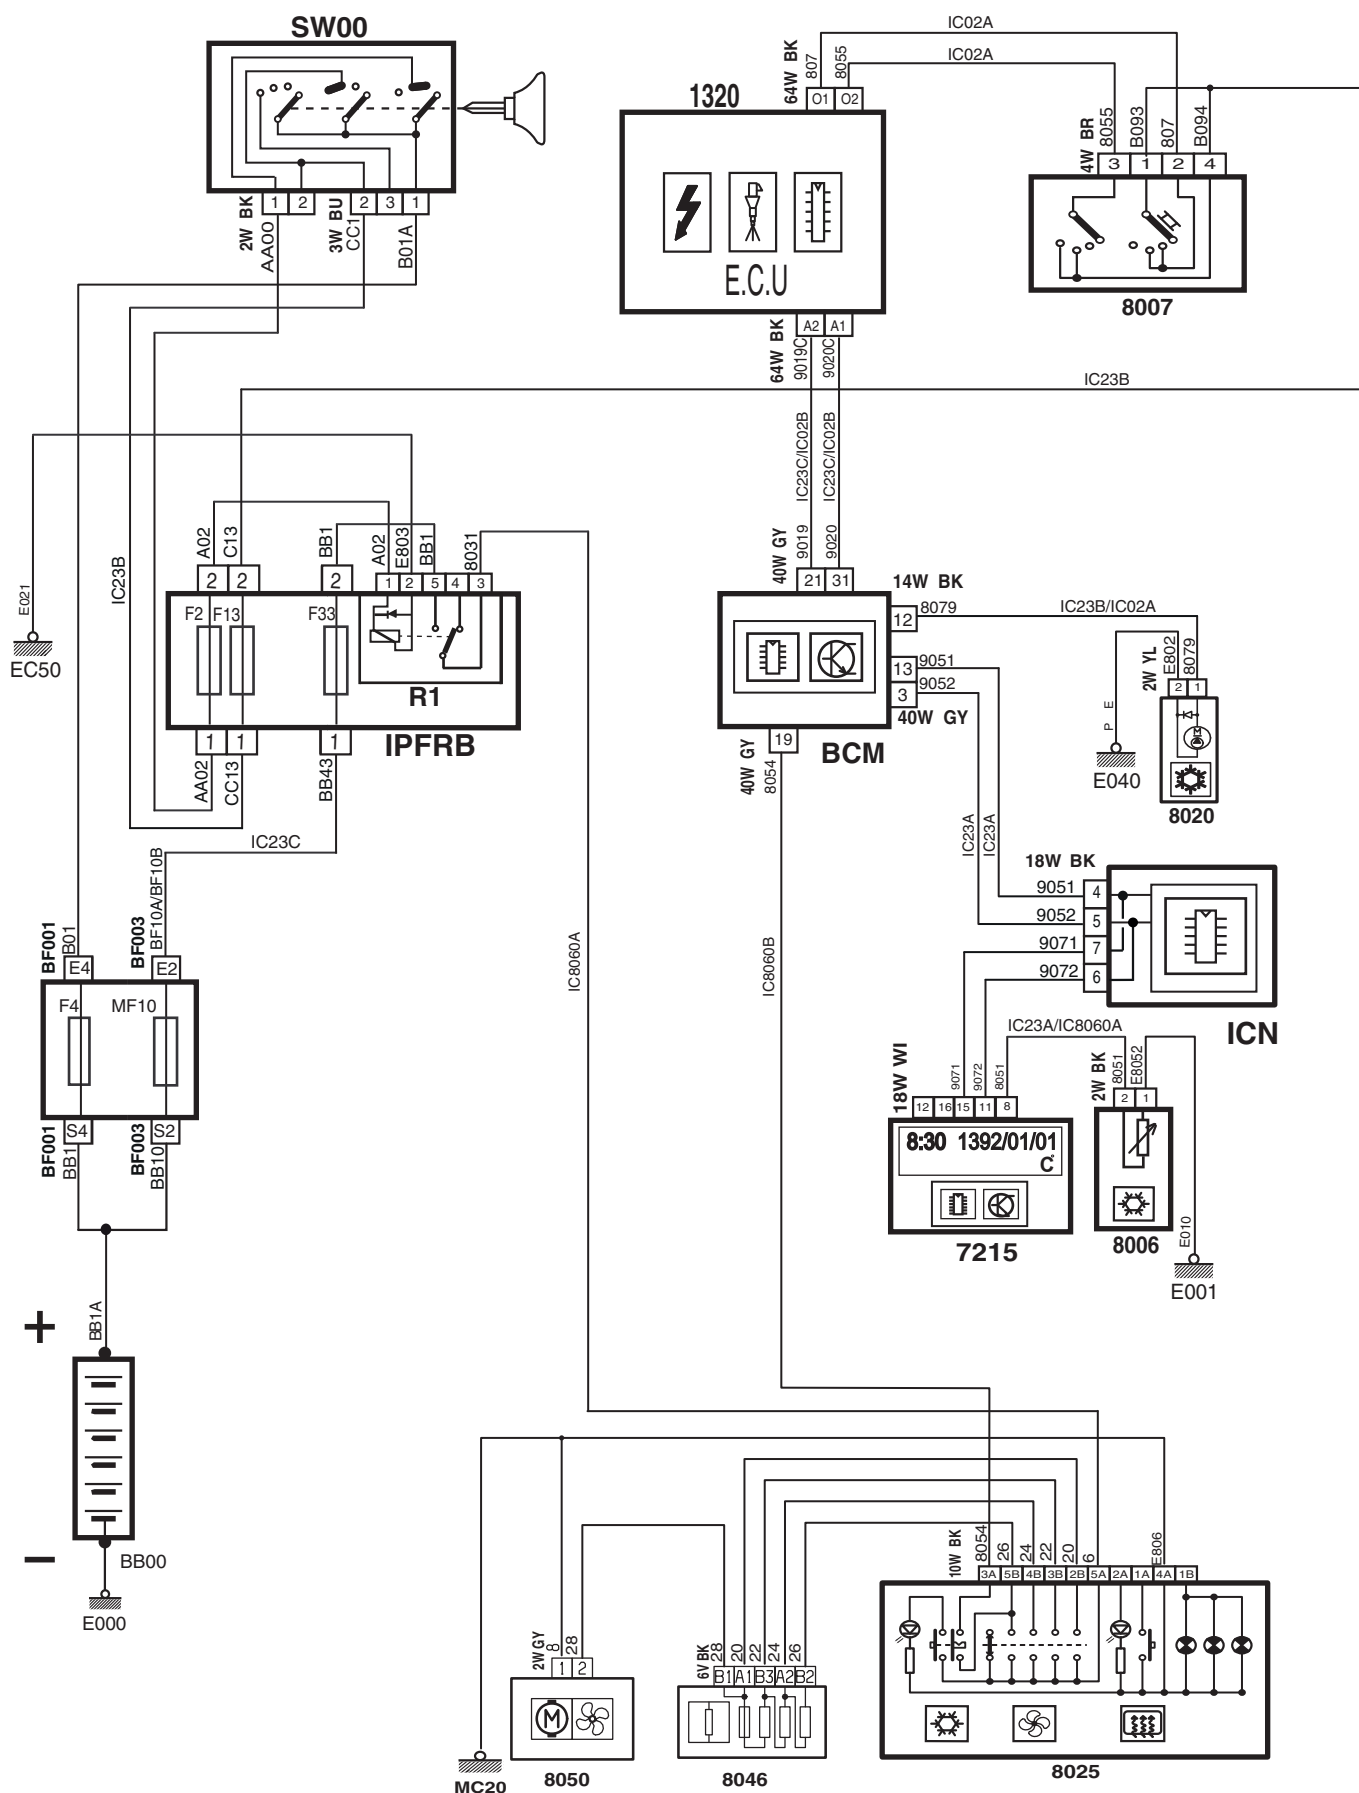 SW00
1 2
2 3 1
2W BK
AA00
3W BU
CC1
B01A
1320
64W BK
807
8055
O1 O2
IC02A
IC02A
E.C.U
A2 A1
64W BK
9019C
9020C
4W BR
8055
B093
807
B094
3 1 2 4
8007
IC23B
IC23C/IC02B
IC23C/IC02B
E021
EC50
IC23B
A02
C13
BB1
A02
E803
BB1
8031
2 2 2 1 2 5 4 3
F2 F13 F33
R1
IPFRB
1 1 1
AA02
CC13
BB43
IC23C
40W GY
9019
9020
21 31
14W BK
12
8079
IC23B/IC02A
13
9051
3
9052
40W GY
19
BCM
40W GY
8054
2W YL
E802
8079
2 1
P E
E040
M
8020
IC23A
IC23A
18W BK
9051 4
9052 5
9071 7
9072 6
ICN
BF001
B01
BF003
BF10A/BF10B
E4 E2
F4 MF10
S4 S2
BF001
BB1
BF003
BB10
IC8060A
IC8060B
IC23A/IC8060A
18W WI
9071
9072
8051
12 16 15 11 8
8:30 1392/01/01
C°
7215
2W BK
8051
E8052
2 1
8006
E010
E001
+
BB1A
−
BB00
E000
2W GY
8
28
1 2
M
8050
MC20
6V BK
28
20
22
24
26
B1 A1 B3 A2 B2
8046
10W BK
8054
26
24
22
20
6
E806
3A 5B 4B 3B 2B 5A 2A 1A 4A 1B
8025